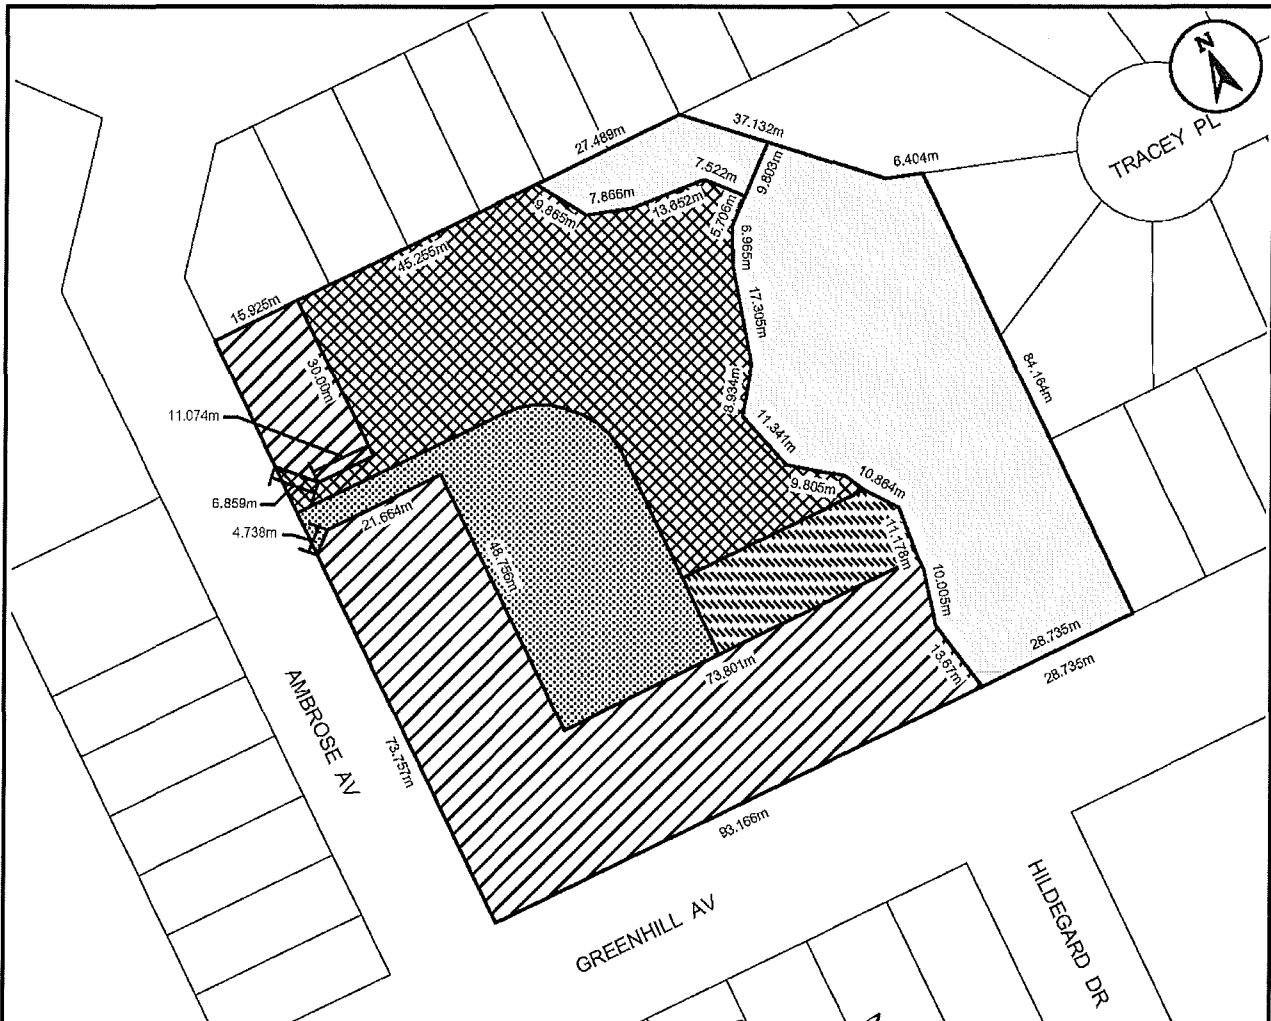 N
TRACEY PL
37.132m
27.489m
6.404m
7.522m
9.803m
7.866m
13.652m
9.865m
5.706m
45.255m
6.965m
15.925m
17.305m
30.00m
84.164m
8.934m
11.074m
11.341m
10.864m
9.805m
6.859m
21.664m
4.738m
11.178m
48.756m
10.005m
28.735m
13.67m
73.801m
28.736m
AMBROSE AV
73.757m
93.166m
HILDEGARD DR
GREENHILL AV